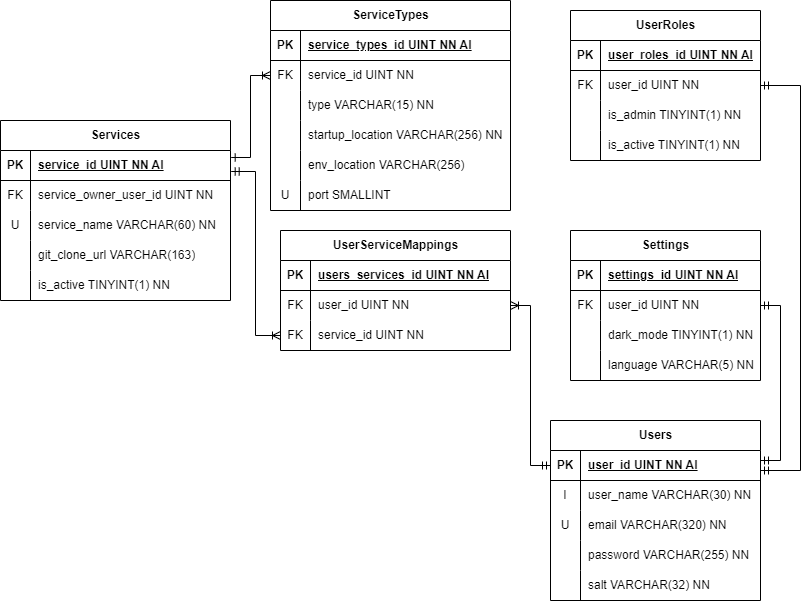 ServiceTypes
PK service_types_id UINT NN AI
FK service_id UINT NN
type VARCHAR(15) NN
startup_location VARCHAR(256) NN
env_location VARCHAR(256)
U port SMALLINT
UserRoles
PK user_roles_id UINT NN AI
FK user_id UINT NN
is_admin TINYINT(1) NN
is_active TINYINT(1) NN
Services
PK service_id UINT NN AI
FK service_owner_user_id UINT NN
U service_name VARCHAR(60) NN
git_clone_url VARCHAR(163)
is_active TINYINT(1) NN
UserServiceMappings
PK users_services_id UINT NN AI
FK user_id UINT NN
FK service_id UINT NN
Settings
PK settings_id UINT NN AI
FK user_id UINT NN
dark_mode TINYINT(1) NN
language VARCHAR(5) NN
Users
PK user_id UINT NN AI
I user_name VARCHAR(30) NN
U email VARCHAR(320) NN
password VARCHAR(255) NN
salt VARCHAR(32) NN